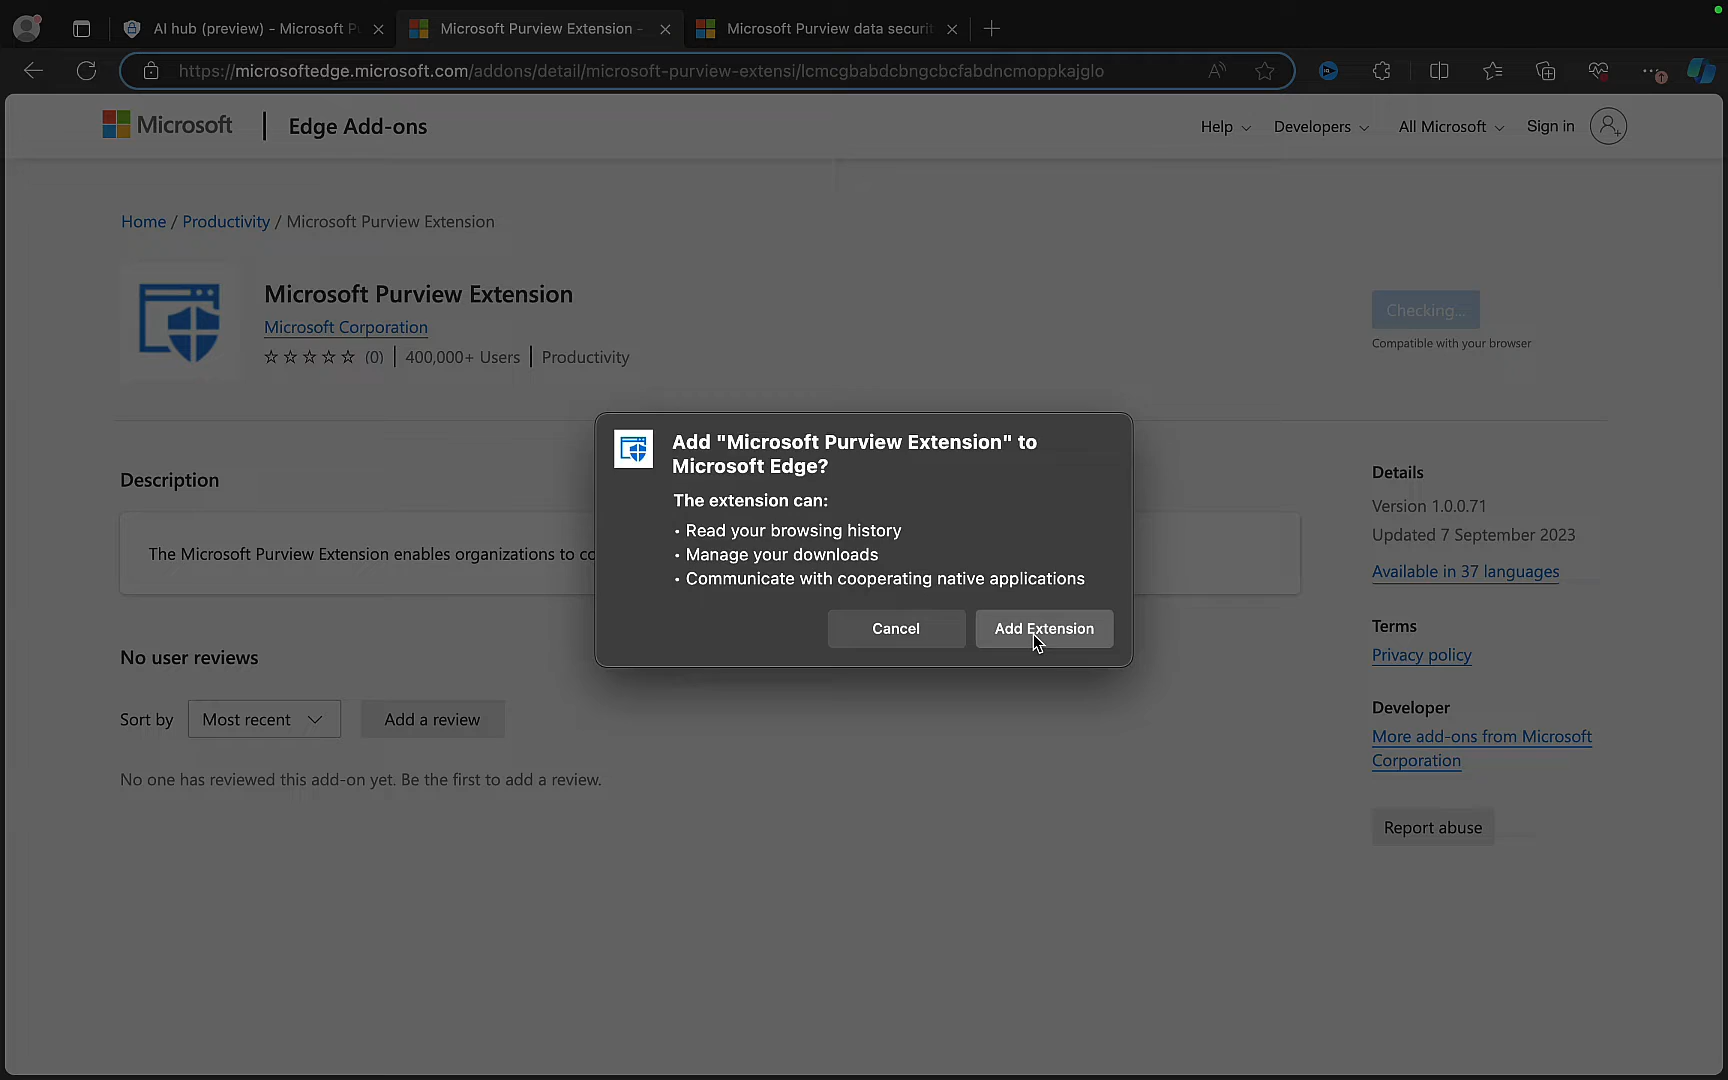 AI hub (preview) - Microsoft P
Microsoft Purview Extension -
Microsoft Purview data securit
https://microsoftedge.microsoft.com/addons/detail/microsoft-purview-extensi/lcmcgbabdcbngcbcfabdncmoppkajglo
Microsoft | Edge Add-ons
Help
Developers
All Microsoft
Sign in
Home / Productivity / Microsoft Purview Extension
Microsoft Purview Extension
Microsoft Corporation
(0) | 400,000+ Users | Productivity
Checking...
Compatible with your browser
Add "Microsoft Purview Extension" to
Microsoft Edge?
The extension can:
• Read your browsing history
• Manage your downloads
• Communicate with cooperating native applications
Cancel
Add Extension
Description
The Microsoft Purview Extension enables organizations to co
No user reviews
Sort by
Most recent
Add a review
No one has reviewed this add-on yet. Be the first to add a review.
Details
Version 1.0.0.71
Updated 7 September 2023
Available in 37 languages
Terms
Privacy policy
Developer
More add-ons from Microsoft
Corporation
Report abuse